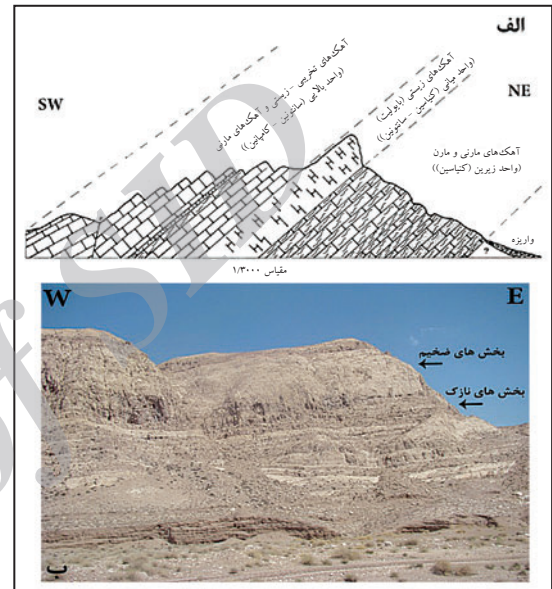 الف
SW
NE
آهک‌های تخریبی - زیستی و آهک‌های مارنی
(واحد بالایی (سانتونین - کامپانین))
آهک‌های زیستی (بایولیت)
(واحد میانی (کنیاسین - سانتونین))
آهک‌های مارنی و مارن
(واحد زیرین (کنیاسین))
واریزه
?
مقیاس ۱/۳۰۰۰
W
E
بخش های ضخیم
بخش های نازک
ب
of SID